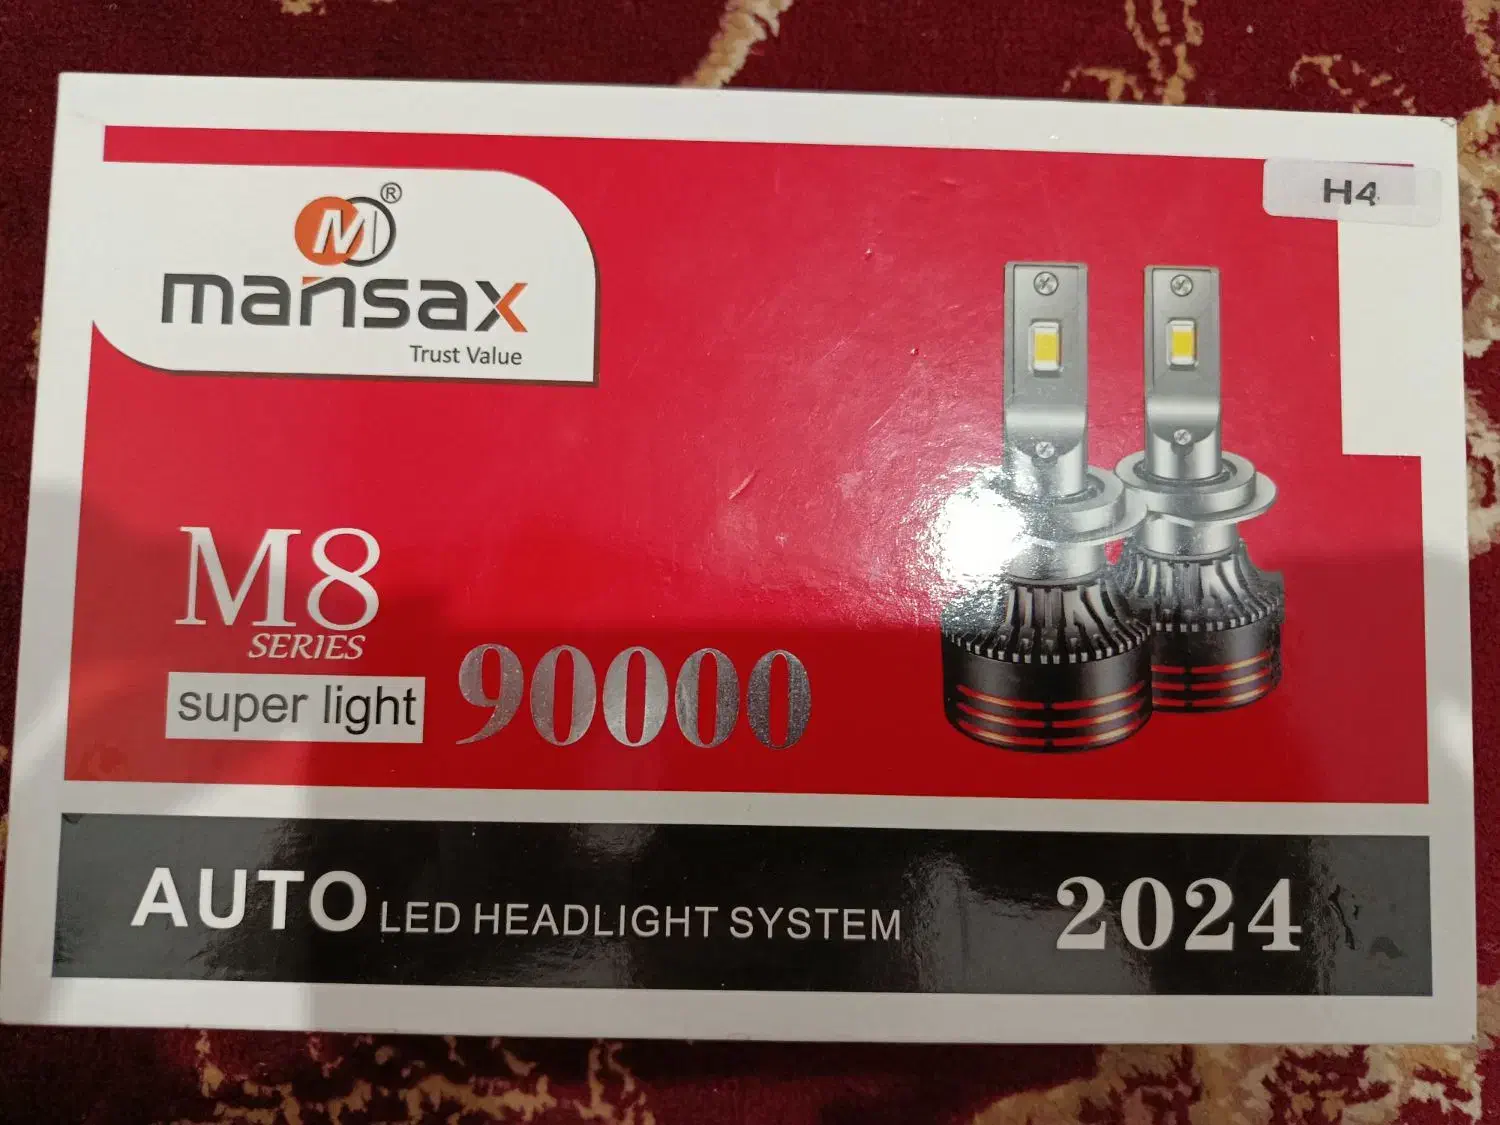 H4
M®
mansax
Trust Value
M8
SERIES
super light 90000
AUTO LED HEADLIGHT SYSTEM 2024